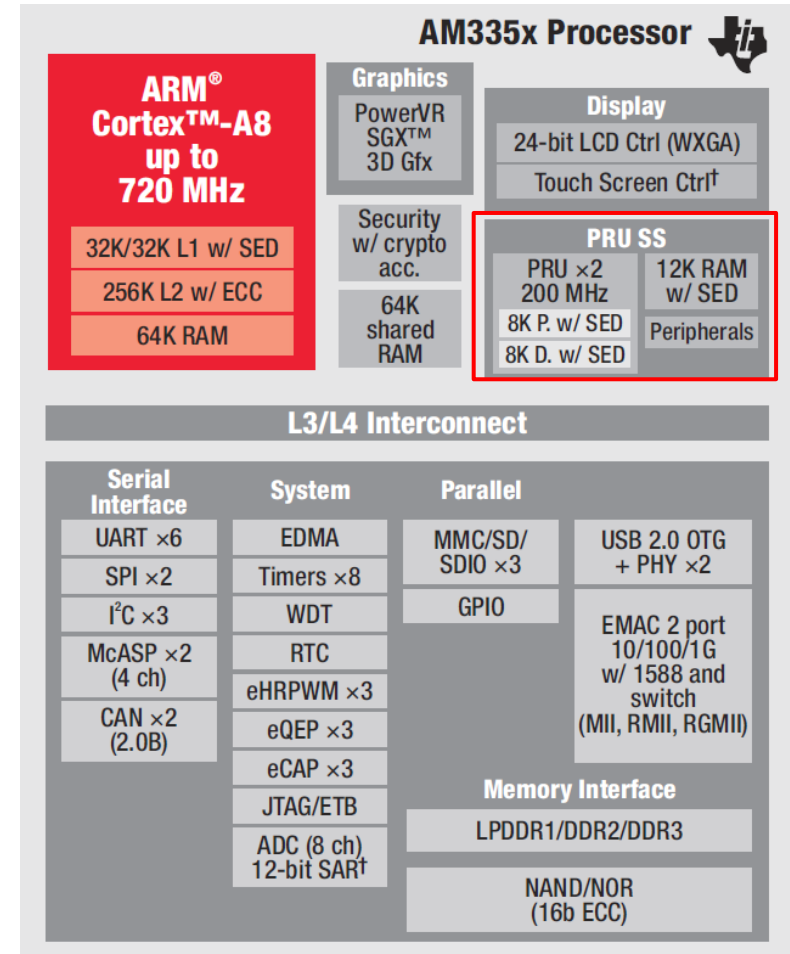 AM335x Processor
ARM®
Cortex™-A8
up to
720 MHz
32K/32K L1 w/ SED
256K L2 w/ ECC
64K RAM
Graphics
PowerVR
SGX™
3D Gfx
Security
w/ crypto
acc.
64K
shared
RAM
Display
24-bit LCD Ctrl (WXGA)
Touch Screen Ctrl†
PRU SS
PRU ×2
200 MHz
8K P. w/ SED
8K D. w/ SED
12K RAM
w/ SED
Peripherals
L3/L4 Interconnect
Serial
Interface
UART ×6
SPI ×2
I²C ×3
McASP ×2
(4 ch)
CAN ×2
(2.0B)
System
EDMA
Timers ×8
WDT
RTC
eHRPWM ×3
eQEP ×3
eCAP ×3
JTAG/ETB
ADC (8 ch)
12-bit SAR†
Parallel
MMC/SD/
SDIO ×3
GPIO
USB 2.0 OTG
+ PHY ×2
EMAC 2 port
10/100/1G
w/ 1588 and
switch
(MII, RMII, RGMII)
Memory Interface
LPDDR1/DDR2/DDR3
NAND/NOR
(16b ECC)